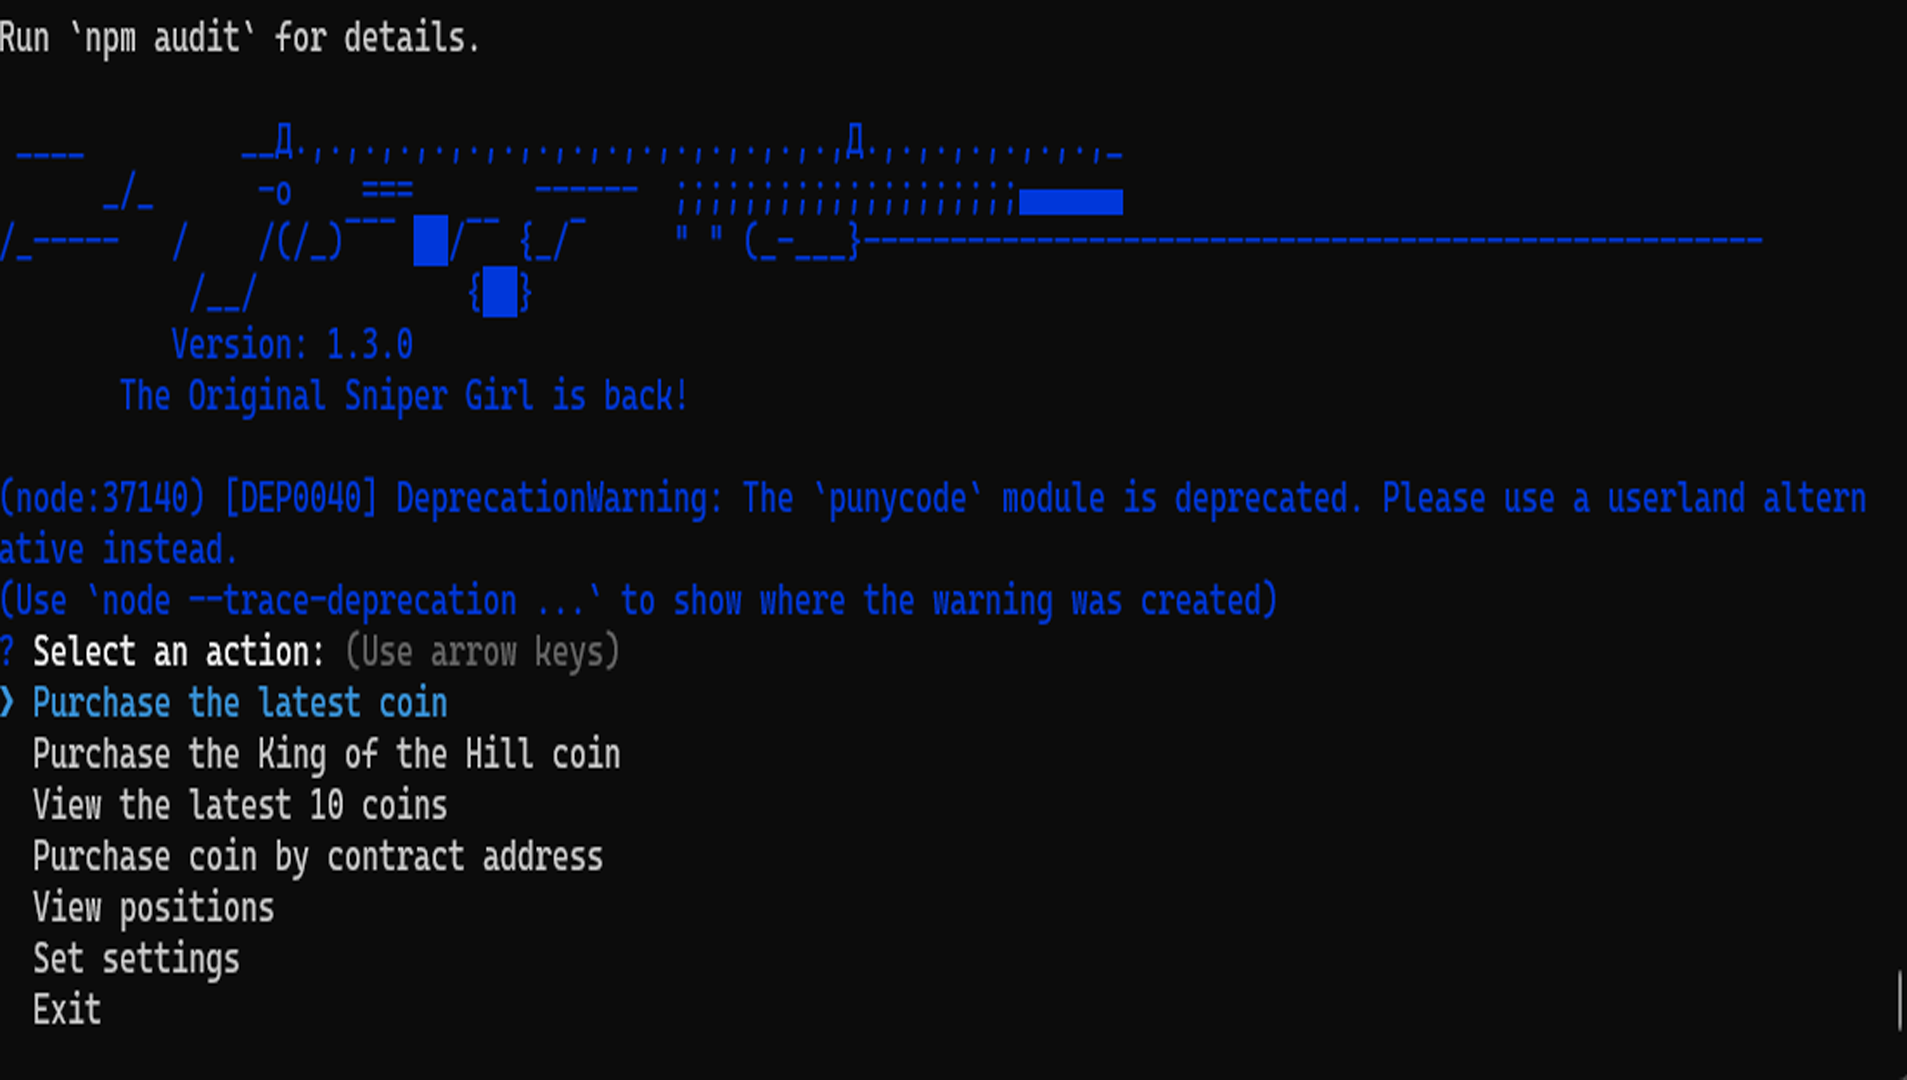 Run `npm audit` for details.
Version: 1.3.0
The Original Sniper Girl is back!
(node:37140) [DEP0040] DeprecationWarning: The `punycode` module is deprecated. Please use a userland altern
ative instead.
(Use `node --trace-deprecation ...` to show where the warning was created)
? Select an action: (Use arrow keys)
❯ Purchase the latest coin
Purchase the King of the Hill coin
View the latest 10 coins
Purchase coin by contract address
View positions
Set settings
Exit